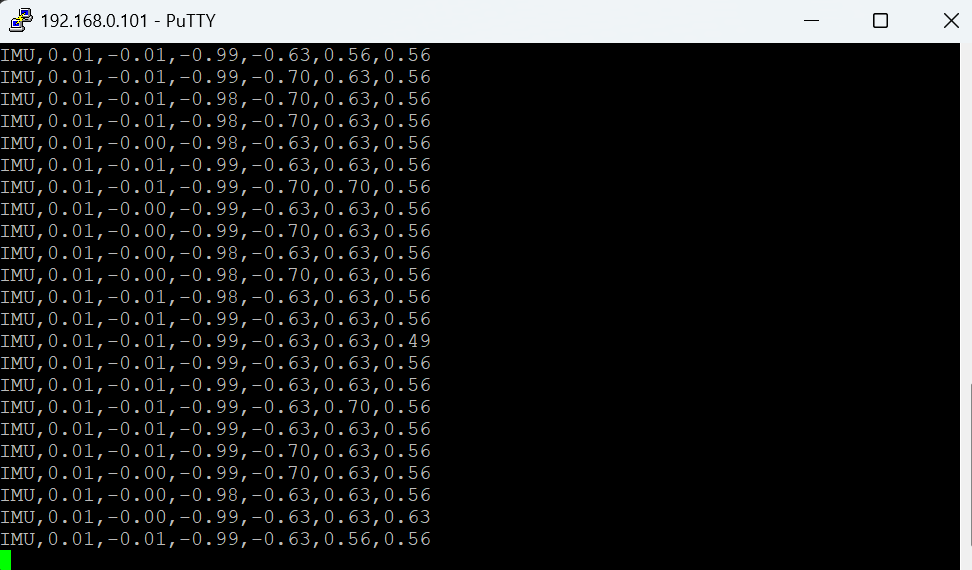 192.168.0.101 - PuTTY
IMU,0.01,-0.01,-0.99,-0.63,0.56,0.56
IMU,0.01,-0.01,-0.99,-0.70,0.63,0.56
IMU,0.01,-0.01,-0.98,-0.70,0.63,0.56
IMU,0.01,-0.01,-0.98,-0.70,0.63,0.56
IMU,0.01,-0.00,-0.98,-0.63,0.63,0.56
IMU,0.01,-0.01,-0.99,-0.63,0.63,0.56
IMU,0.01,-0.01,-0.99,-0.70,0.70,0.56
IMU,0.01,-0.00,-0.99,-0.63,0.63,0.56
IMU,0.01,-0.00,-0.99,-0.70,0.63,0.56
IMU,0.01,-0.00,-0.98,-0.63,0.63,0.56
IMU,0.01,-0.00,-0.98,-0.70,0.63,0.56
IMU,0.01,-0.01,-0.98,-0.63,0.63,0.56
IMU,0.01,-0.01,-0.99,-0.63,0.63,0.56
IMU,0.01,-0.01,-0.99,-0.63,0.63,0.49
IMU,0.01,-0.01,-0.99,-0.63,0.63,0.56
IMU,0.01,-0.01,-0.99,-0.63,0.63,0.56
IMU,0.01,-0.01,-0.99,-0.63,0.70,0.56
IMU,0.01,-0.01,-0.99,-0.63,0.63,0.56
IMU,0.01,-0.01,-0.99,-0.70,0.63,0.56
IMU,0.01,-0.00,-0.99,-0.70,0.63,0.56
IMU,0.01,-0.00,-0.98,-0.63,0.63,0.56
IMU,0.01,-0.00,-0.99,-0.63,0.63,0.63
IMU,0.01,-0.01,-0.99,-0.63,0.56,0.56